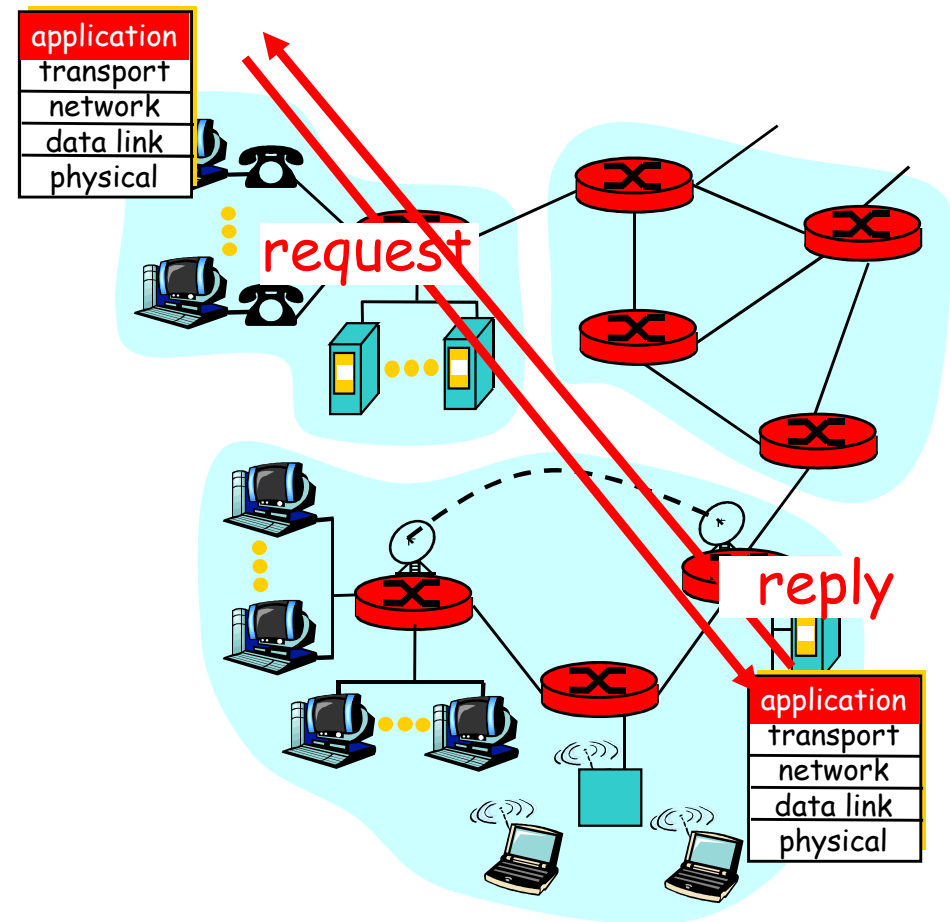 application
transport
network
data link
physical
request
reply
application
transport
network
data link
physical